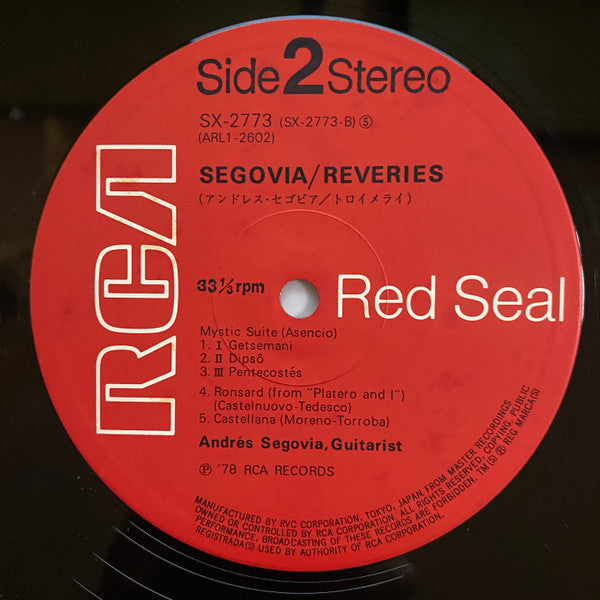 Side 2 Stereo
SX-2773 (SX-2773-B) ⑤
(ARL1-2602)
SEGOVIA/REVERIES
(アンドレス・セゴビア/トロイメライ)
RCA
33⅓ rpm
Red Seal
Mystic Suite (Asencio)
1. I Getsemani
2. II Dipsô
3. III Pentecostés
4. Ronsard (from "Platero and I")
(Castelnuovo-Tedesco)
5. Castellana (Moreno-Torroba)
Andrés Segovia, Guitarist
Ⓟ '78 RCA RECORDS
MANUFACTURED BY RVC CORPORATION, TOKYO, JAPAN, FROM MASTER RECORDINGS
OWNED OR CONTROLLED BY RCA CORPORATION. ALL RIGHTS RESERVED, COPYING, PUBLIC
PERFORMANCE, BROADCASTING OF THESE RECORDS ARE FORBIDDEN. TM(S) ® REG MARCA(S)
REGISTRADA(S) USED BY AUTHORITY OF RCA CORPORATION.